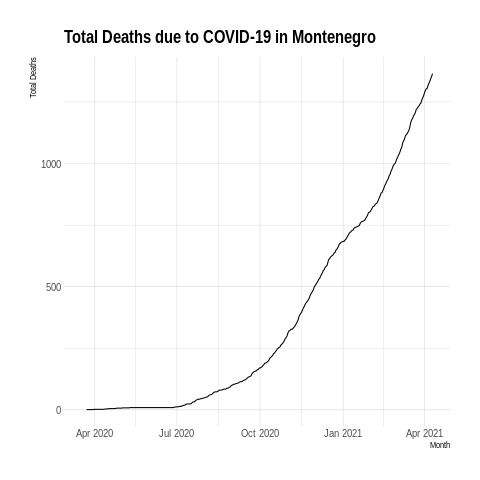 Total Deaths due to COVID-19 in Montenegro
Total Deaths
1000
500
0
Apr 2020 Jul 2020 Oct 2020 Jan 2021 Apr 2021
Month